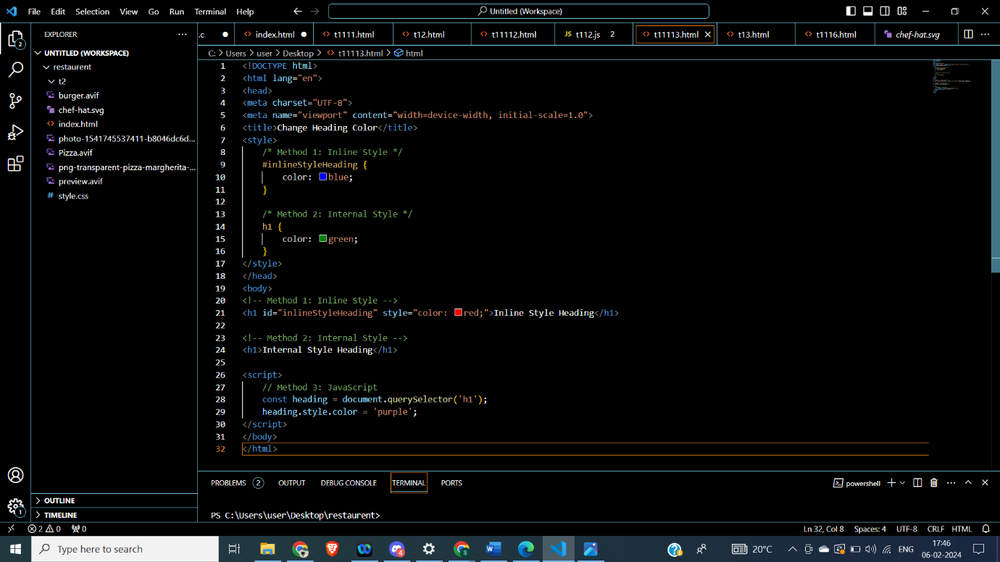 File Edit Selection View Go Run Terminal Help
Untitled (Workspace)
EXPLORER
UNTITLED (WORKSPACE)
restaurent
t2
burger.avif
chef-hat.svg
index.html
photo-1541745537411-b8046dc6d...
Pizza.avif
png-transparent-pizza-margherita-...
preview.avif
style.css
OUTLINE
TIMELINE
.c index.html t1111.html t12.html t11112.html JS t112.js 2 t11113.html t13.html t1116.html chef-hat.svg
C: > Users > user > Desktop > t11113.html > html
1 <!DOCTYPE html>
2 <html lang="en">
3 <head>
4 <meta charset="UTF-8">
5 <meta name="viewport" content="width=device-width, initial-scale=1.0">
6 <title>Change Heading Color</title>
7 <style>
8 /* Method 1: Inline Style */
9 #inlineStyleHeading {
10 color: blue;
11 }
12
13 /* Method 2: Internal Style */
14 h1 {
15 color: green;
16 }
17 </style>
18 </head>
19 <body>
20 <!-- Method 1: Inline Style -->
21 <h1 id="inlineStyleHeading" style="color: red;">Inline Style Heading</h1>
22
23 <!-- Method 2: Internal Style -->
24 <h1>Internal Style Heading</h1>
25
26 <script>
27 // Method 3: JavaScript
28 const heading = document.querySelector('h1');
29 heading.style.color = 'purple';
30 </script>
31 </body>
32 </html>
PROBLEMS 2 OUTPUT DEBUG CONSOLE TERMINAL PORTS
powershell
PS C:\Users\user\Desktop\restaurent>
2 0 0
Ln 32, Col 8 Spaces: 4 UTF-8 CRLF HTML
Type here to search
20°C
ENG
17:46
06-02-2024